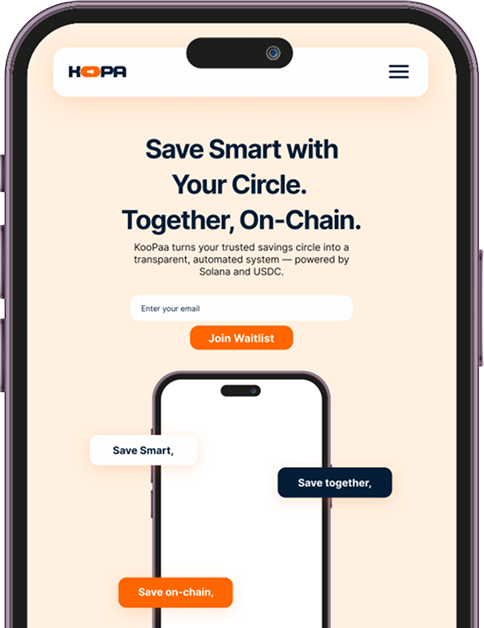 KOPA
Save Smart with
Your Circle.
Together, On-Chain.
KooPaa turns your trusted savings circle into a
transparent, automated system — powered by
Solana and USDC.
Enter your email
Join Waitlist
Save Smart,
Save together,
Save on-chain,